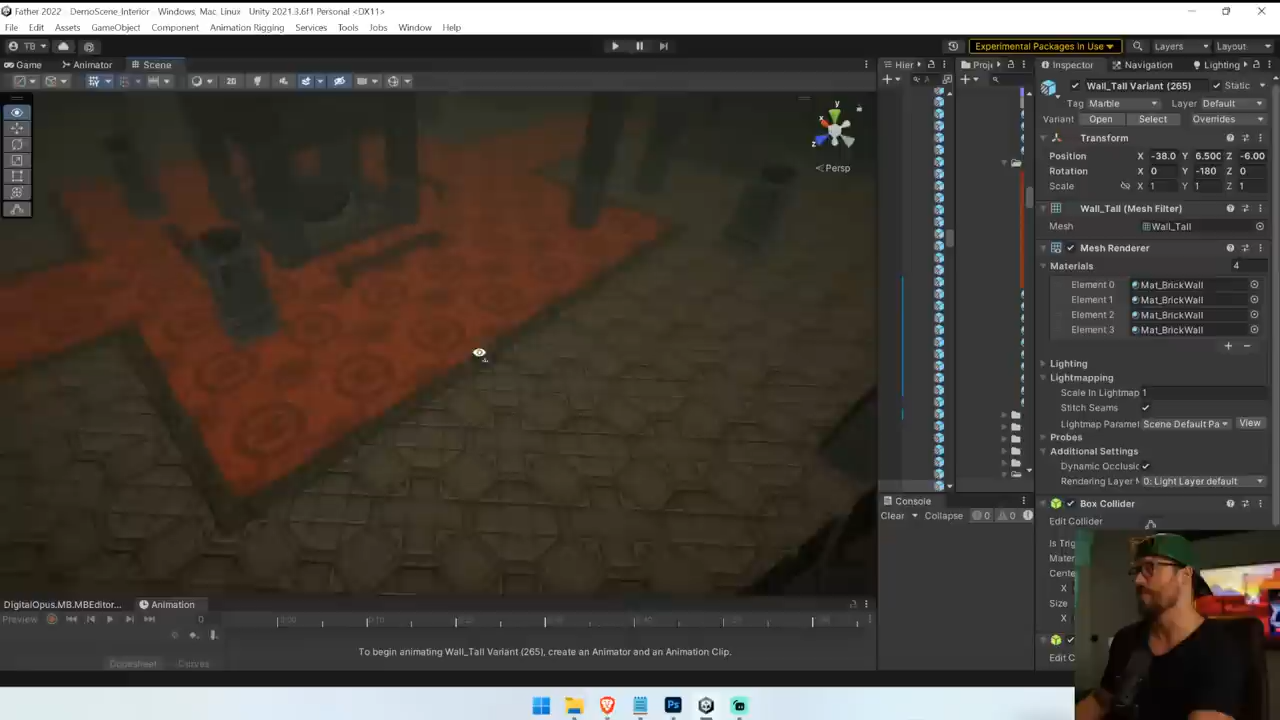 Father 2022 - DemoScene_Interior - Windows, Mac, Linux - Unity 2021.3.6f1 Personal <DX11>
File Edit Assets GameObject Component Animation Rigging Services Tools Jobs Window Help
TB Experimental Packages In Use Layers Layout
Game Animator Scene Hier Proje Inspector Navigation Lighting
2D
Wall_Tall Variant (265) Static
Tag Marble Layer Default
Variant Open Select Overrides
Transform
Position X -38.0 Y 6.500 Z -6.00
Rotation X 0 Y -180 Z 0
Scale X 1 Y 1 Z 1
Wall_Tall (Mesh Filter)
Mesh Wall_Tall
Mesh Renderer
Materials 4
Element 0 Mat_BrickWall
Element 1 Mat_BrickWall
Element 2 Mat_BrickWall
Element 3 Mat_BrickWall
Lighting
Lightmapping
Scale In Lightmap 1
Stitch Seams
Lightmap Paramet Scene Default Pa View
Probes
Additional Settings
Dynamic Occlusic
Rendering Layer M 0: Light Layer default
Box Collider
Edit Collider
Is Trig
Mater
Cente
X
Size
X
Edit C
y
x
z
Persp
Console
Clear Collapse 0 0
DigitalOpus.MB.MBEditor... Animation
Preview 0
Dopesheet Curves
To begin animating Wall_Tall Variant (265), create an Animator and an Animation Clip.
Ps